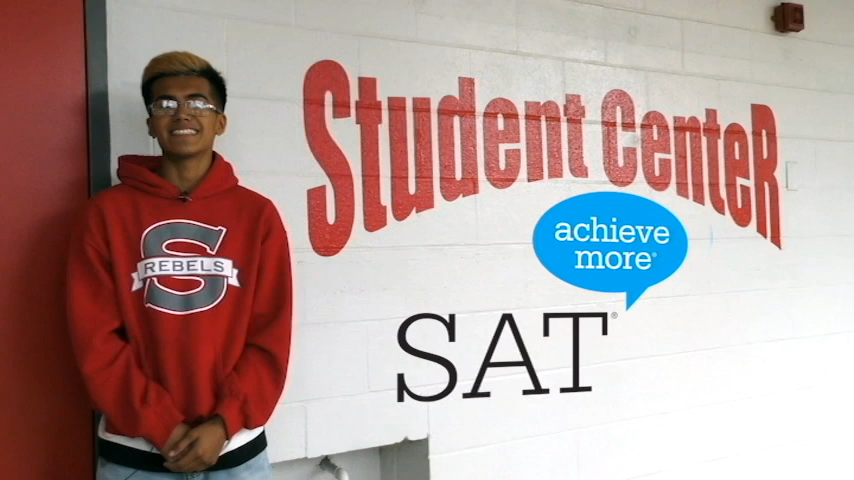 Student CenteR
achieve
more®
SAT®
S
REBELS